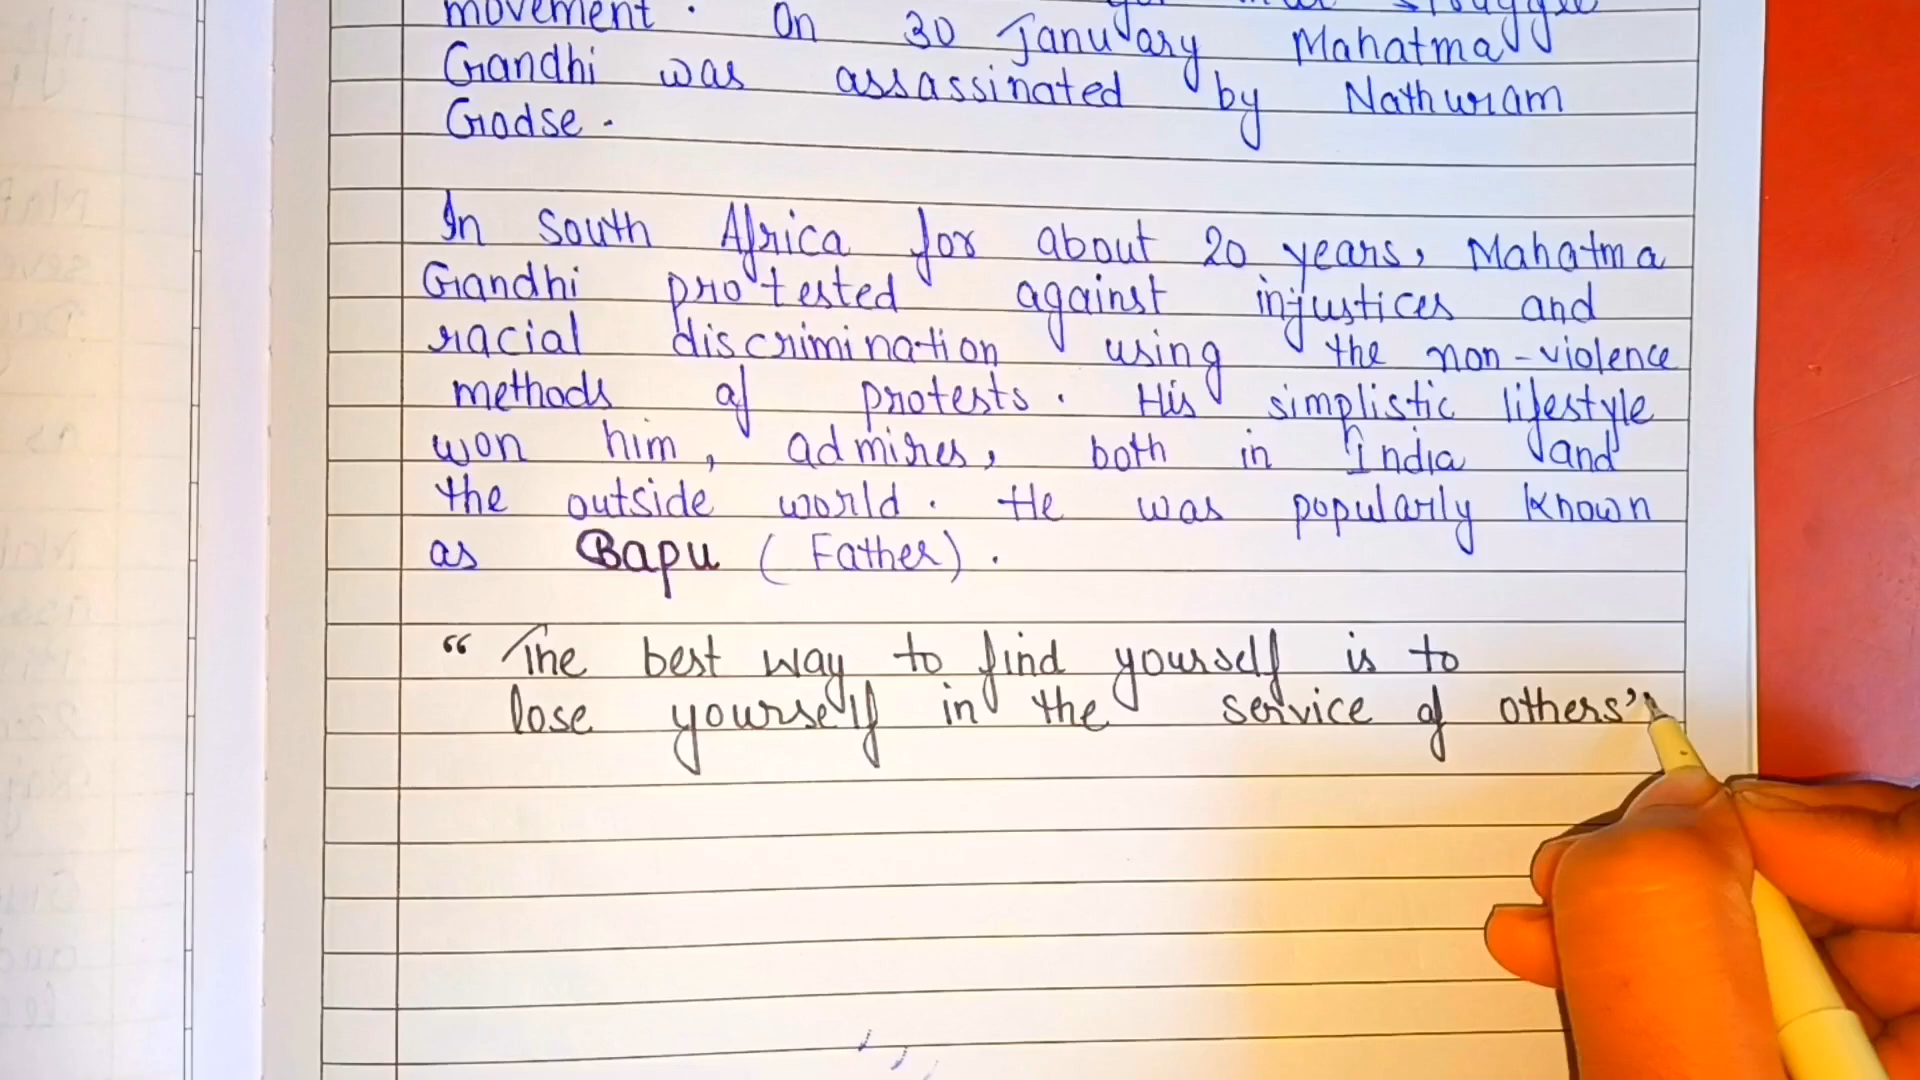 movement. On 30 January Mahatma
Gandhi was assassinated by Nathuram
Godse.
In South Africa for about 20 years, Mahatma
Gandhi protested against injustices and
racial discrimination using the non-violence
methods of protests. His simplistic lifestyle
won him, admires, both in India and
the outside world. He was popularly known
as Bapu (Father).
"The best way to find yourself is to
lose yourself in the service of others"